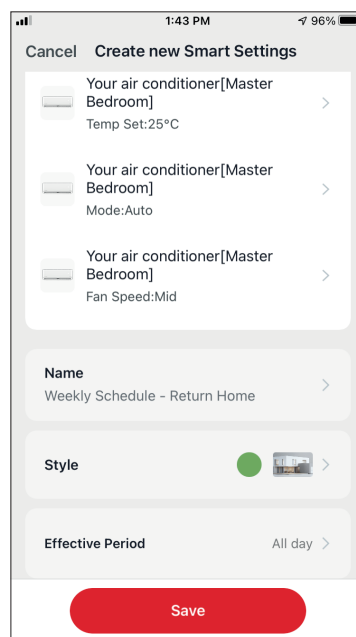 1:43 PM
96%
Cancel Create new Smart Settings
Your air conditioner[Master
Bedroom]
Temp Set:25°C
Your air conditioner[Master
Bedroom]
Mode:Auto
Your air conditioner[Master
Bedroom]
Fan Speed:Mid
Name
Weekly Schedule - Return Home
Style
Effective Period All day
Save